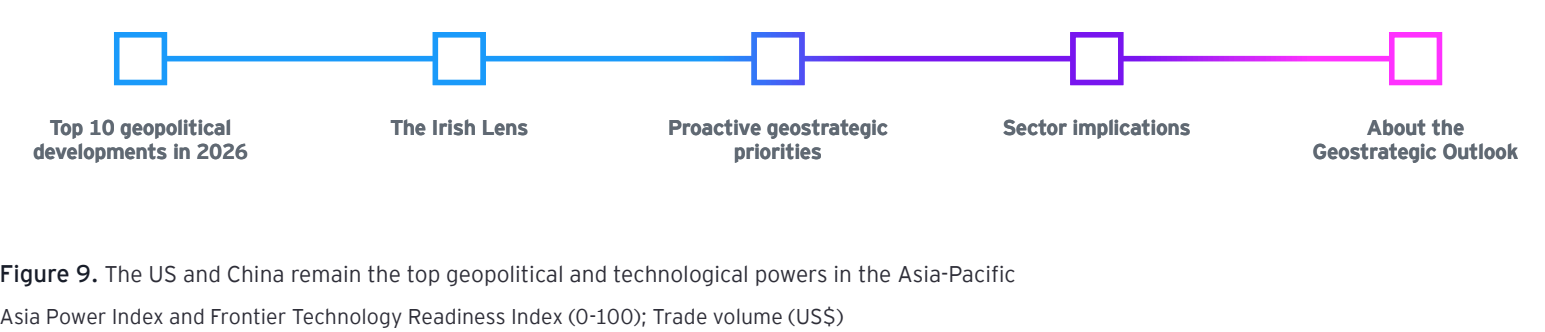 Top 10 geopolitical
developments in 2026
The Irish Lens
Proactive geostrategic
priorities
Sector implications
About the
Geostrategic Outlook
Figure 9. The US and China remain the top geopolitical and technological powers in the Asia-Pacific
Asia Power Index and Frontier Technology Readiness Index (0-100); Trade volume (US$)